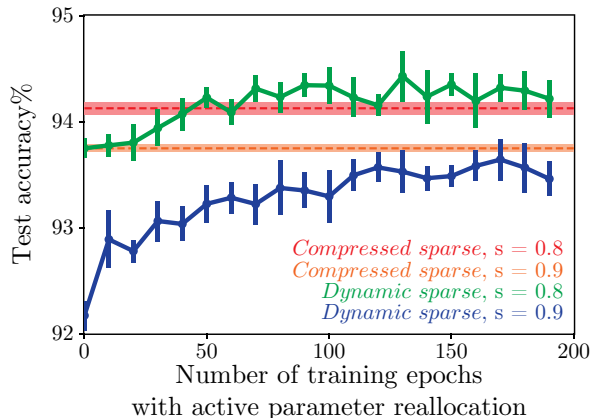 95
94
93
92
Test accuracy%
Compressed sparse, s = 0.8
Compressed sparse, s = 0.9
Dynamic sparse, s = 0.8
Dynamic sparse, s = 0.9
0 50 100 150 200
Number of training epochs
with active parameter reallocation